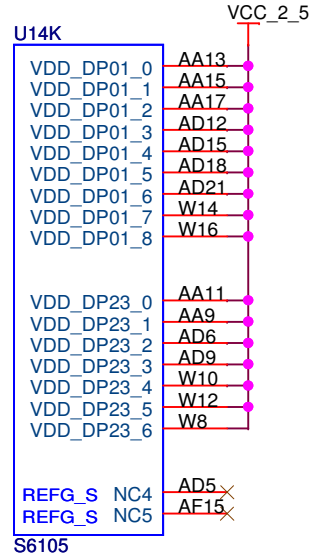 VCC_2_5
U14K
VDD_DP01_0 AA13
VDD_DP01_1 AA15
VDD_DP01_2 AA17
VDD_DP01_3 AD12
VDD_DP01_4 AD15
VDD_DP01_5 AD18
VDD_DP01_6 AD21
VDD_DP01_7 W14
VDD_DP01_8 W16
VDD_DP23_0 AA11
VDD_DP23_1 AA9
VDD_DP23_2 AD6
VDD_DP23_3 AD9
VDD_DP23_4 W10
VDD_DP23_5 W12
VDD_DP23_6 W8
REFG_S NC4 AD5
REFG_S NC5 AF15
S6105